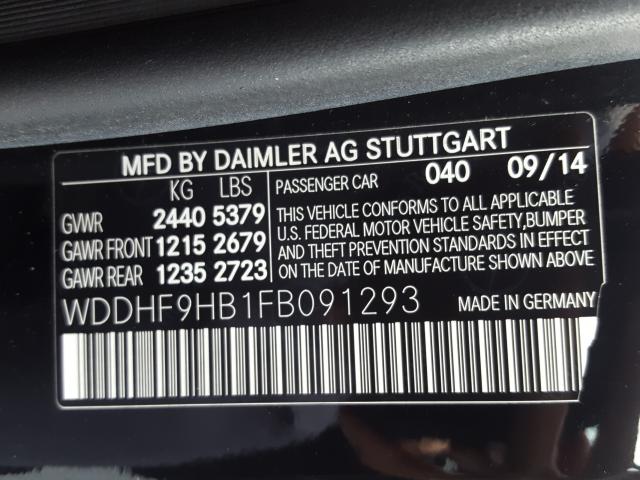 MFD BY DAIMLER AG STUTTGART
KG LBS
GVWR 2440 5379
GAWR FRONT 1215 2679
GAWR REAR 1235 2723
PASSENGER CAR 040 09/14
THIS VEHICLE CONFORMS TO ALL APPLICABLE
U.S. FEDERAL MOTOR VEHICLE SAFETY, BUMPER
AND THEFT PREVENTION STANDARDS IN EFFECT
ON THE DATE OF MANUFACTURE SHOWN ABOVE
WDDHF9HB1FB091293 MADE IN GERMANY